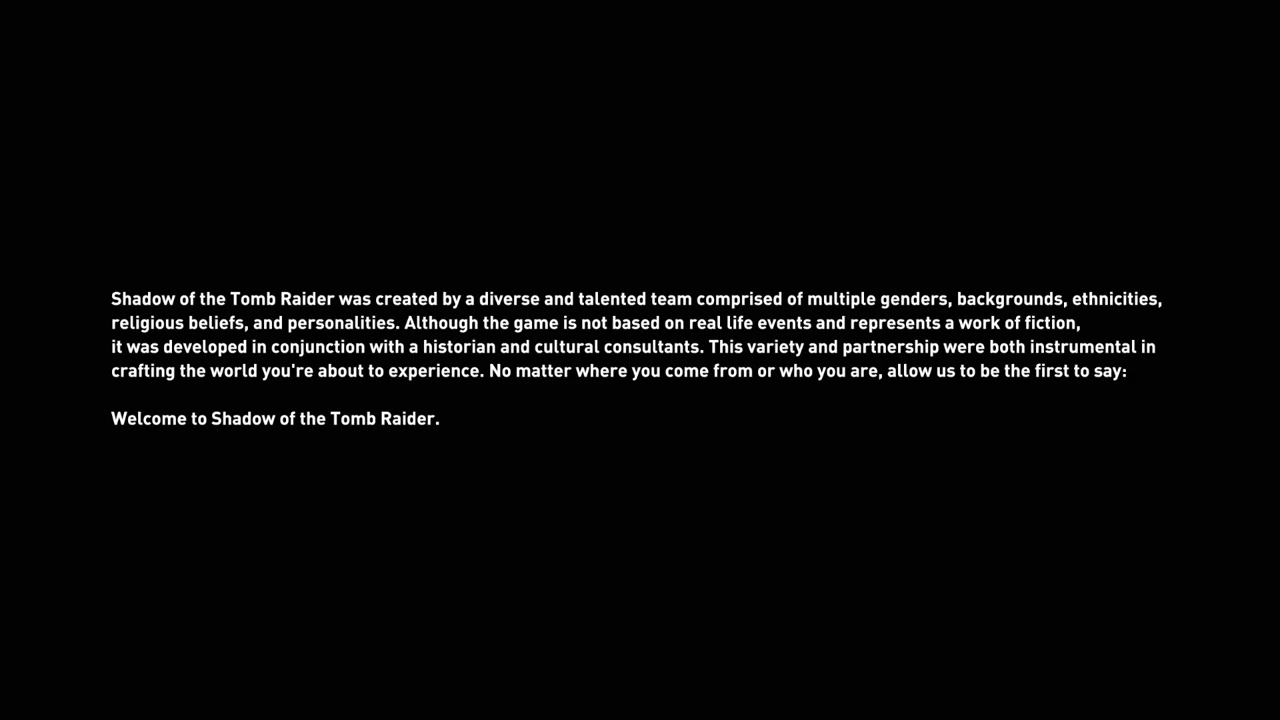 Shadow of the Tomb Raider was created by a diverse and talented team comprised of multiple genders, backgrounds, ethnicities,
religious beliefs, and personalities. Although the game is not based on real life events and represents a work of fiction,
it was developed in conjunction with a historian and cultural consultants. This variety and partnership were both instrumental in
crafting the world you're about to experience. No matter where you come from or who you are, allow us to be the first to say:
Welcome to Shadow of the Tomb Raider.